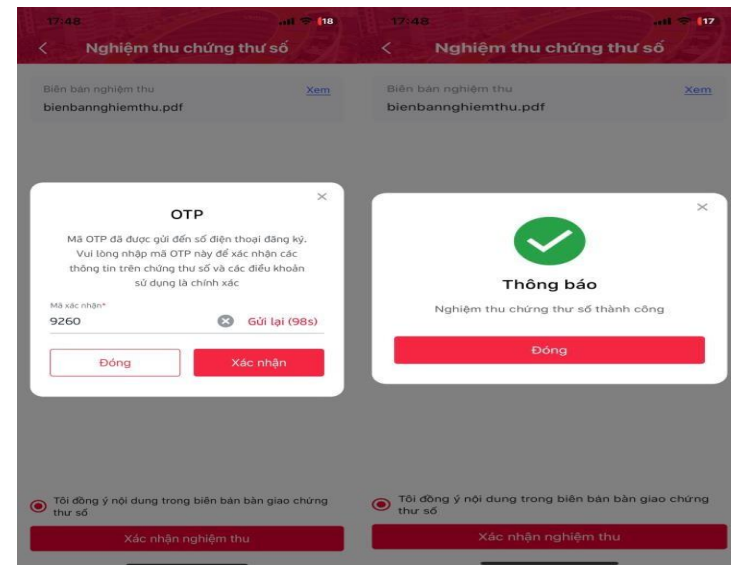 17:48
18
Nghiệm thu chứng thư số
Biên bản nghiệm thu
Xem
bienbannghiemthu.pdf
OTP
Mã OTP đã được gửi đến số điện thoại đăng ký.
Vui lòng nhập mã OTP này để xác nhận các
thông tin trên chứng thư số và các điều khoản
sử dụng là chính xác
Mã xác nhận*
9260
Gửi lại (98s)
Đóng
Xác nhận
Tôi đồng ý nội dung trong biên bản bàn giao chứng
thư số
Xác nhận nghiệm thu
17:48
17
Nghiệm thu chứng thư số
Biên bản nghiệm thu
Xem
bienbannghiemthu.pdf
Thông báo
Nghiệm thu chứng thư số thành công
Đóng
Tôi đồng ý nội dung trong biên bản bàn giao chứng
thư số
Xác nhận nghiệm thu